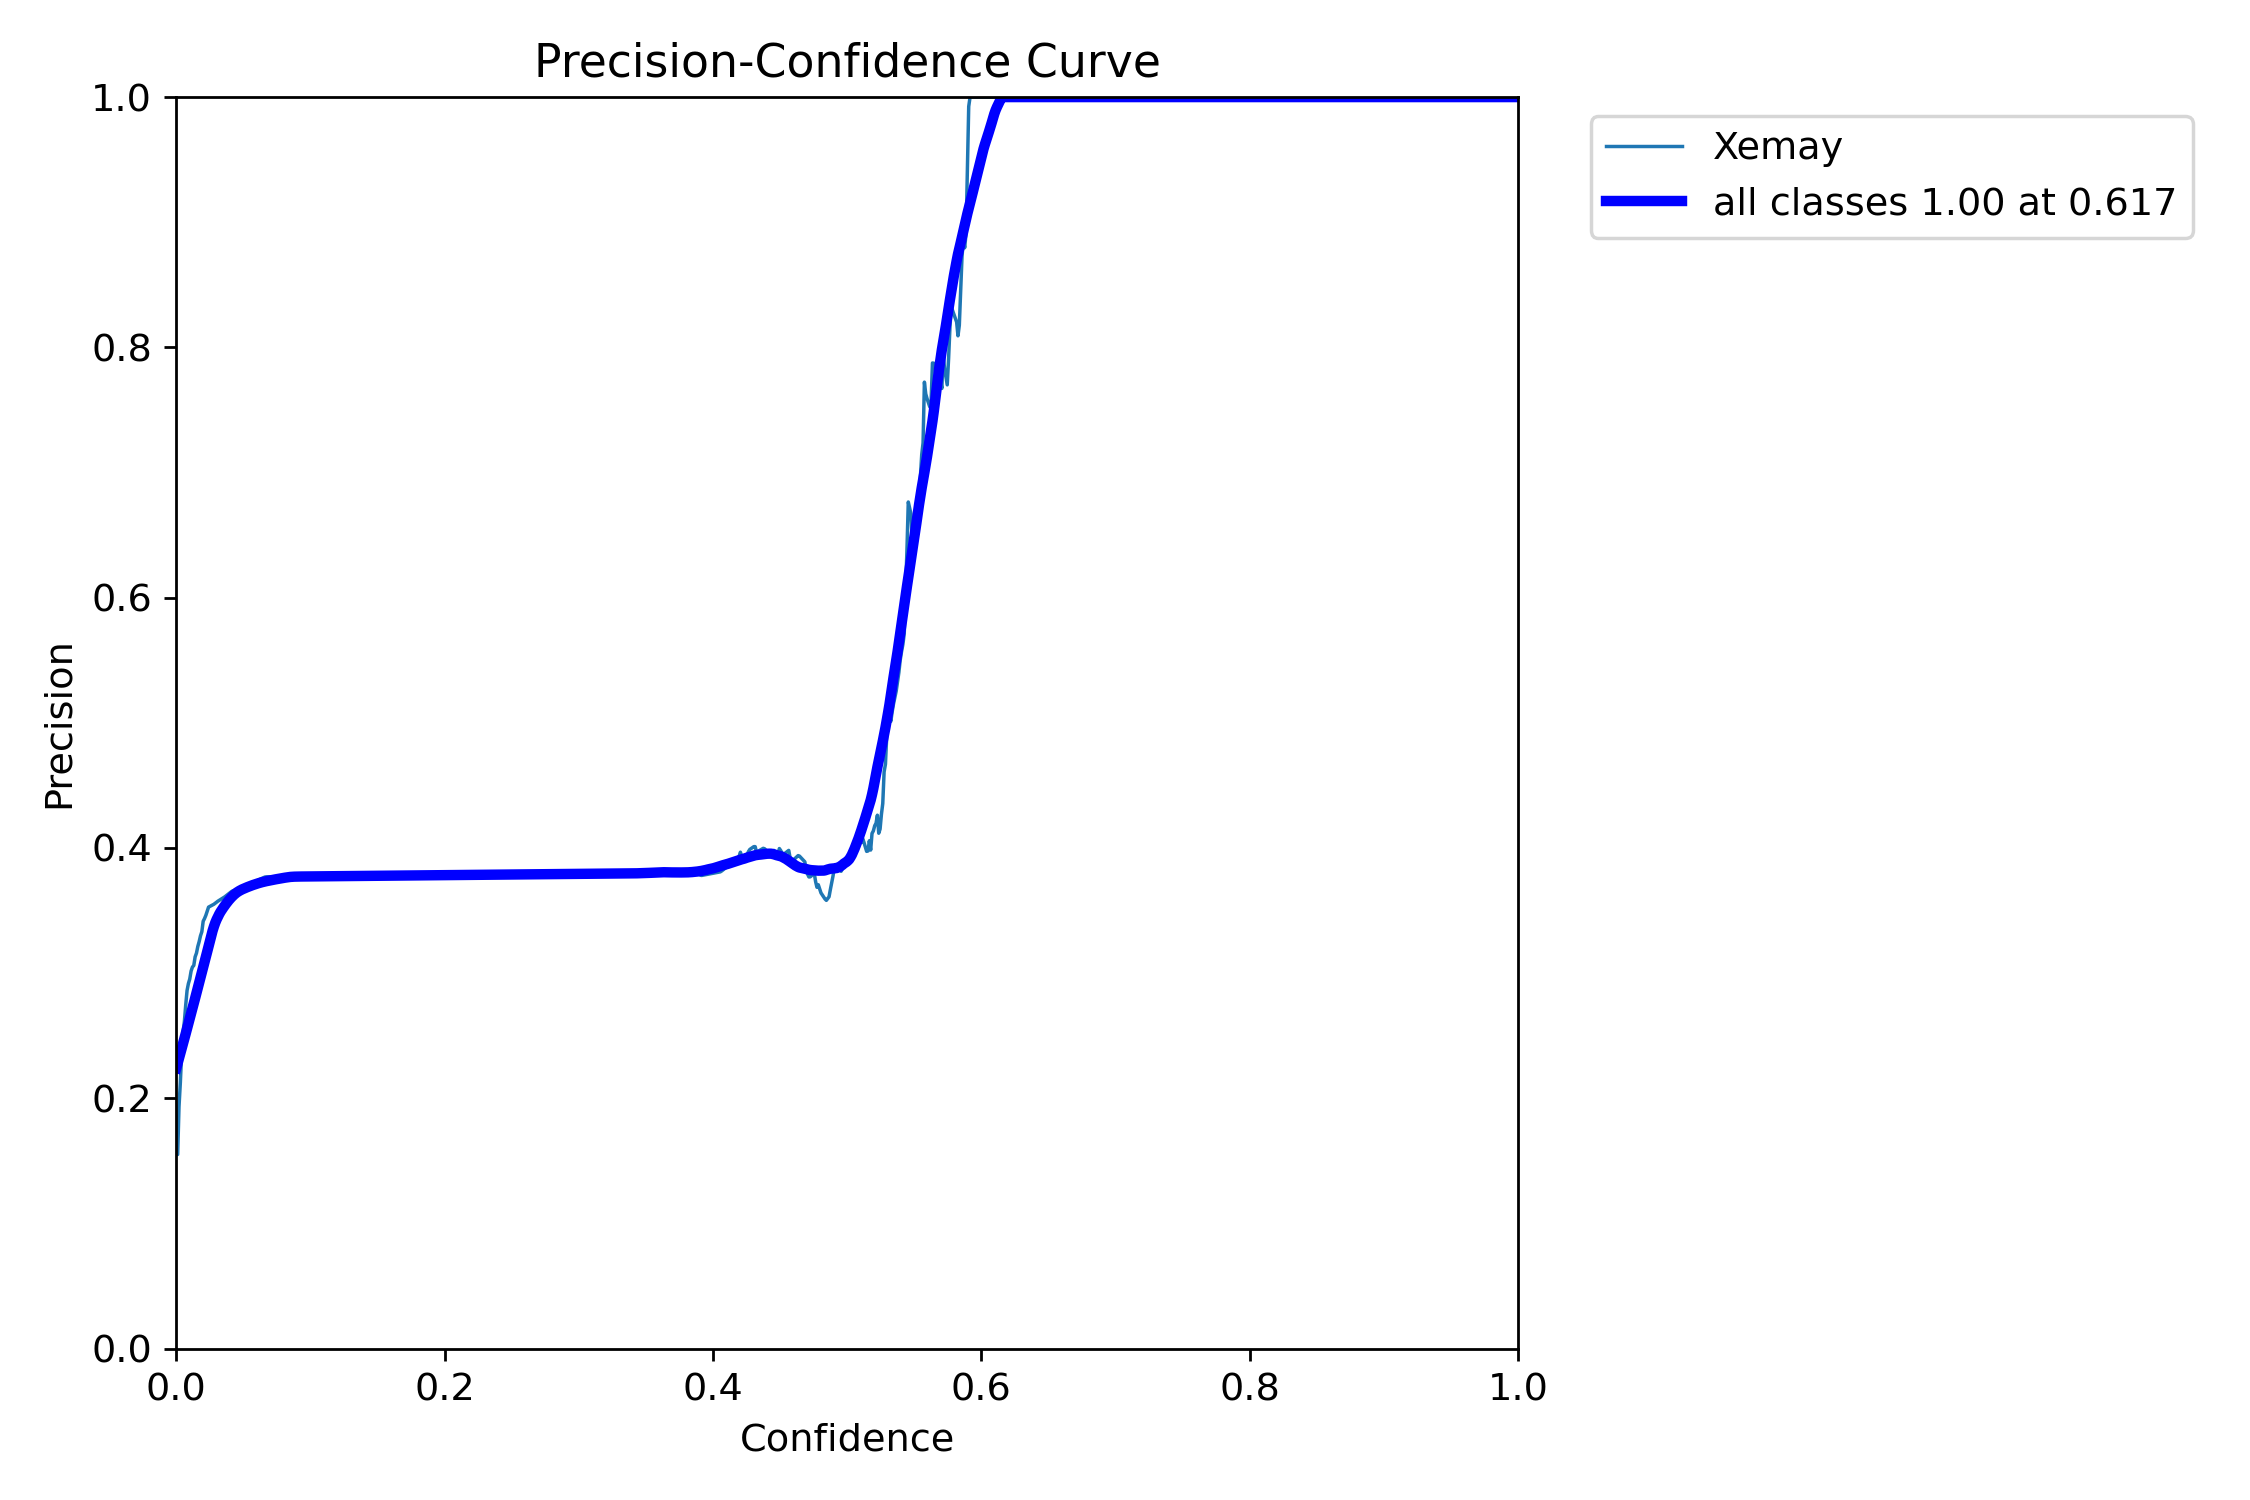 Precision-Confidence Curve
1.0
0.8
0.6
0.4
0.2
0.0
Precision
0.0 0.2 0.4 0.6 0.8 1.0
Confidence
Xemay
all classes 1.00 at 0.617